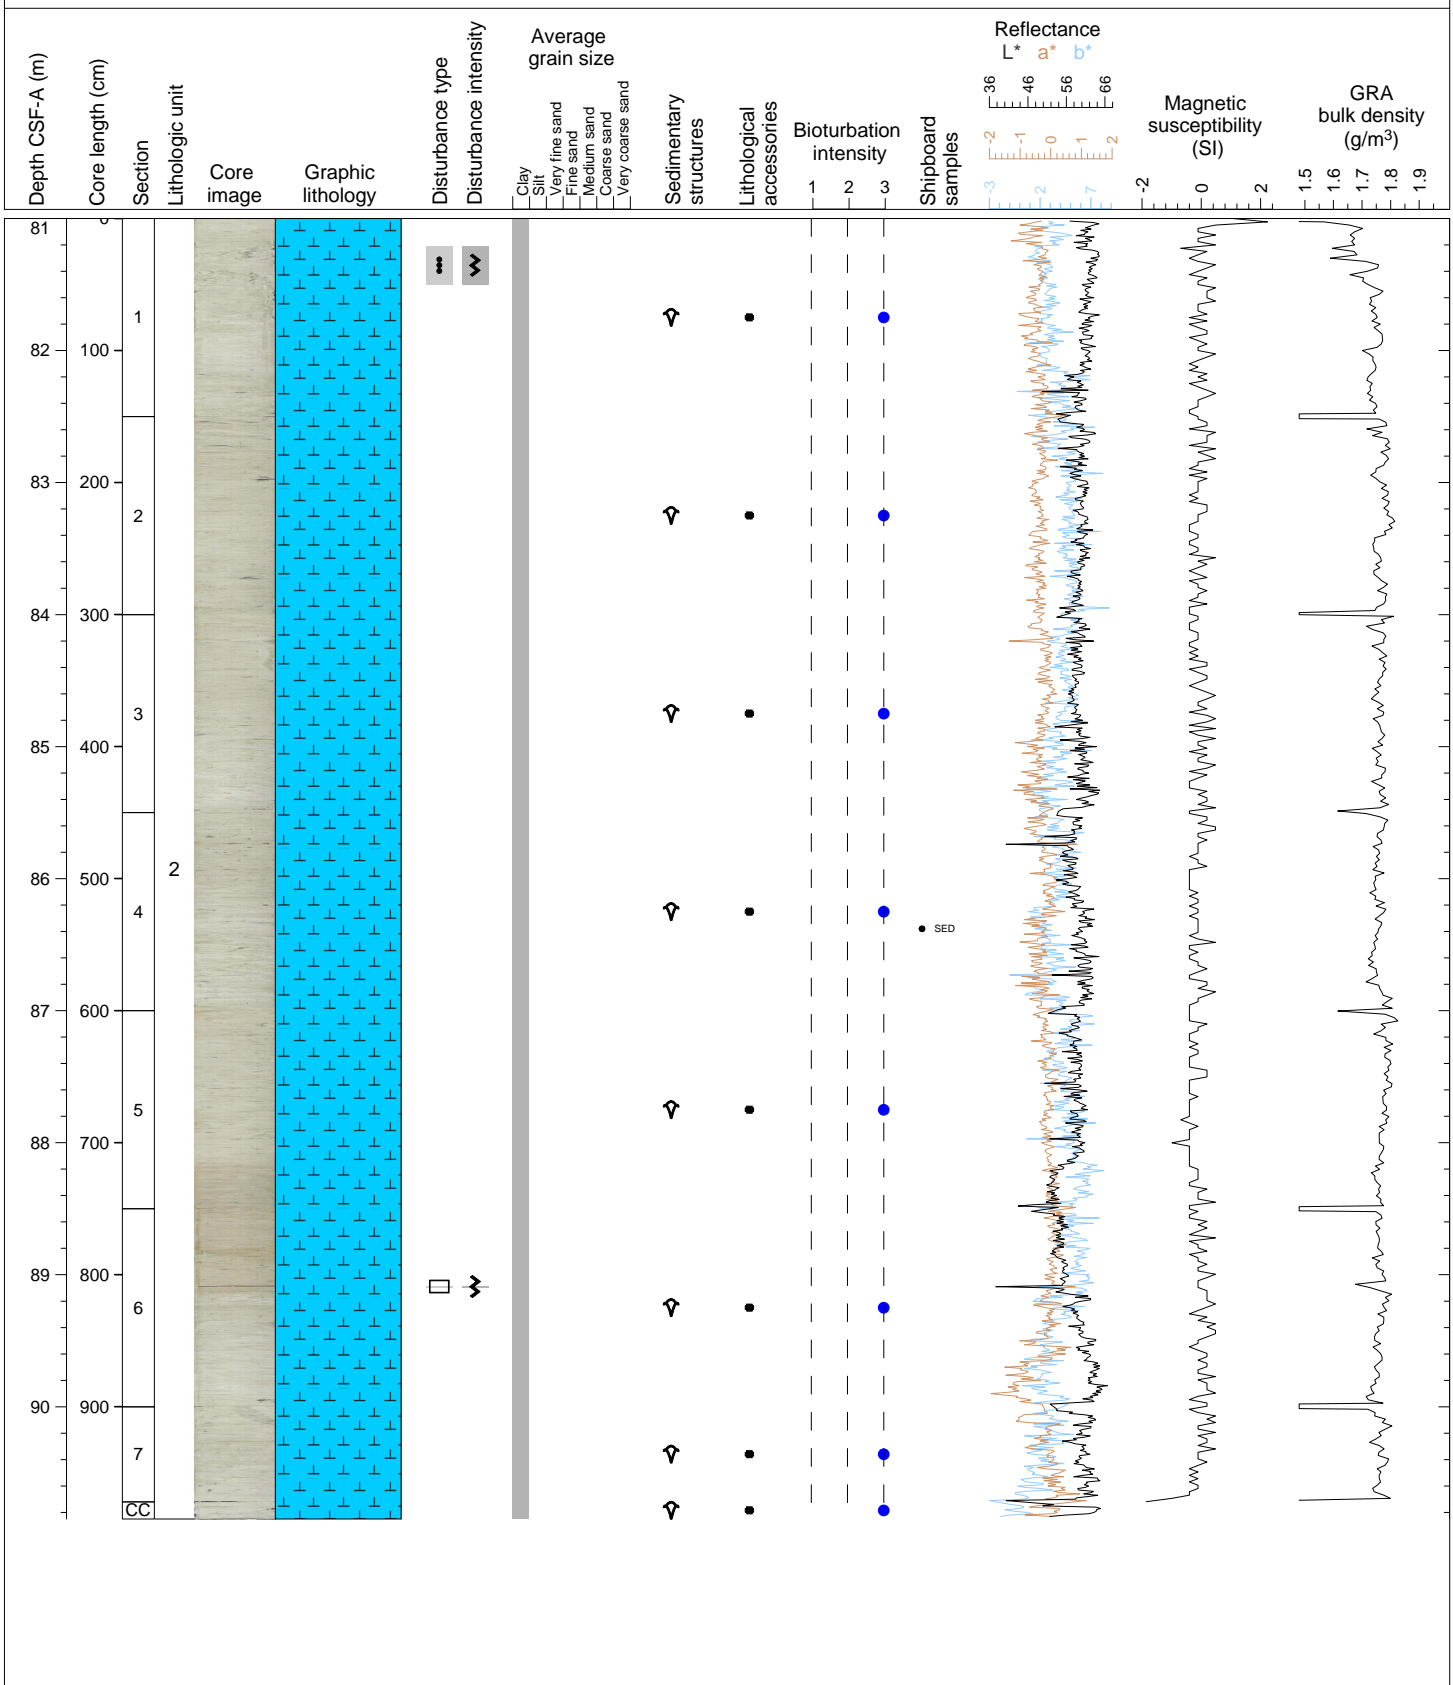 Depth CSF-A (m)
Core length (cm)
Section
Lithologic unit
Core
image
Graphic
lithology
Disturbance type
Disturbance intensity
Average
grain size
Clay
Silt
Very fine sand
Fine sand
Medium sand
Coarse sand
Very coarse sand
Sedimentary
structures
Lithological
accessories
Bioturbation
intensity
1 2 3
Shipboard
samples
Reflectance
L* a* b*
36 46 56 66
-2 -1 0 1 2
-3 2 7
Magnetic
susceptibility
(SI)
-2 0 2
GRA
bulk density
(g/m³)
1.5 1.6 1.7 1.8 1.9
81 0
1
82 100
83 200
2
84 300
3
85 400
2
86 500
4
SED
87 600
5
88 700
89 800
6
90 900
7
CC